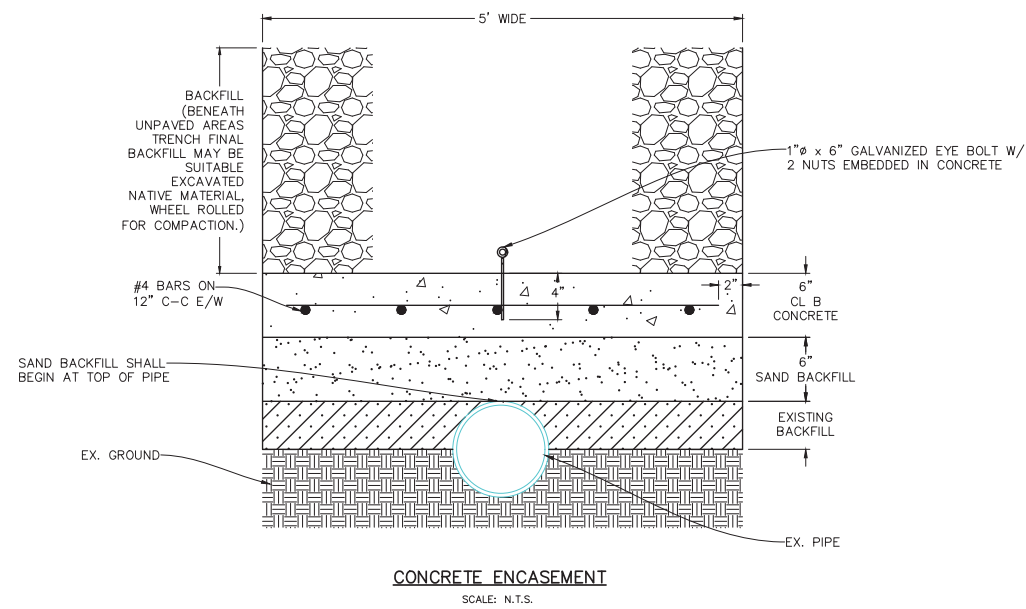 5' WIDE
BACKFILL
(BENEATH
UNPAVED AREAS
TRENCH FINAL
BACKFILL MAY BE
SUITABLE
EXCAVATED
NATIVE MATERIAL,
WHEEL ROLLED
FOR COMPACTION.)
1"ø x 6" GALVANIZED EYE BOLT W/
2 NUTS EMBEDDED IN CONCRETE
#4 BARS ON
12" C-C E/W
4"
2"
6"
CL B
CONCRETE
SAND BACKFILL SHALL
BEGIN AT TOP OF PIPE
6"
SAND BACKFILL
EXISTING
BACKFILL
EX. GROUND
EX. PIPE
CONCRETE ENCASEMENT
SCALE: N.T.S.